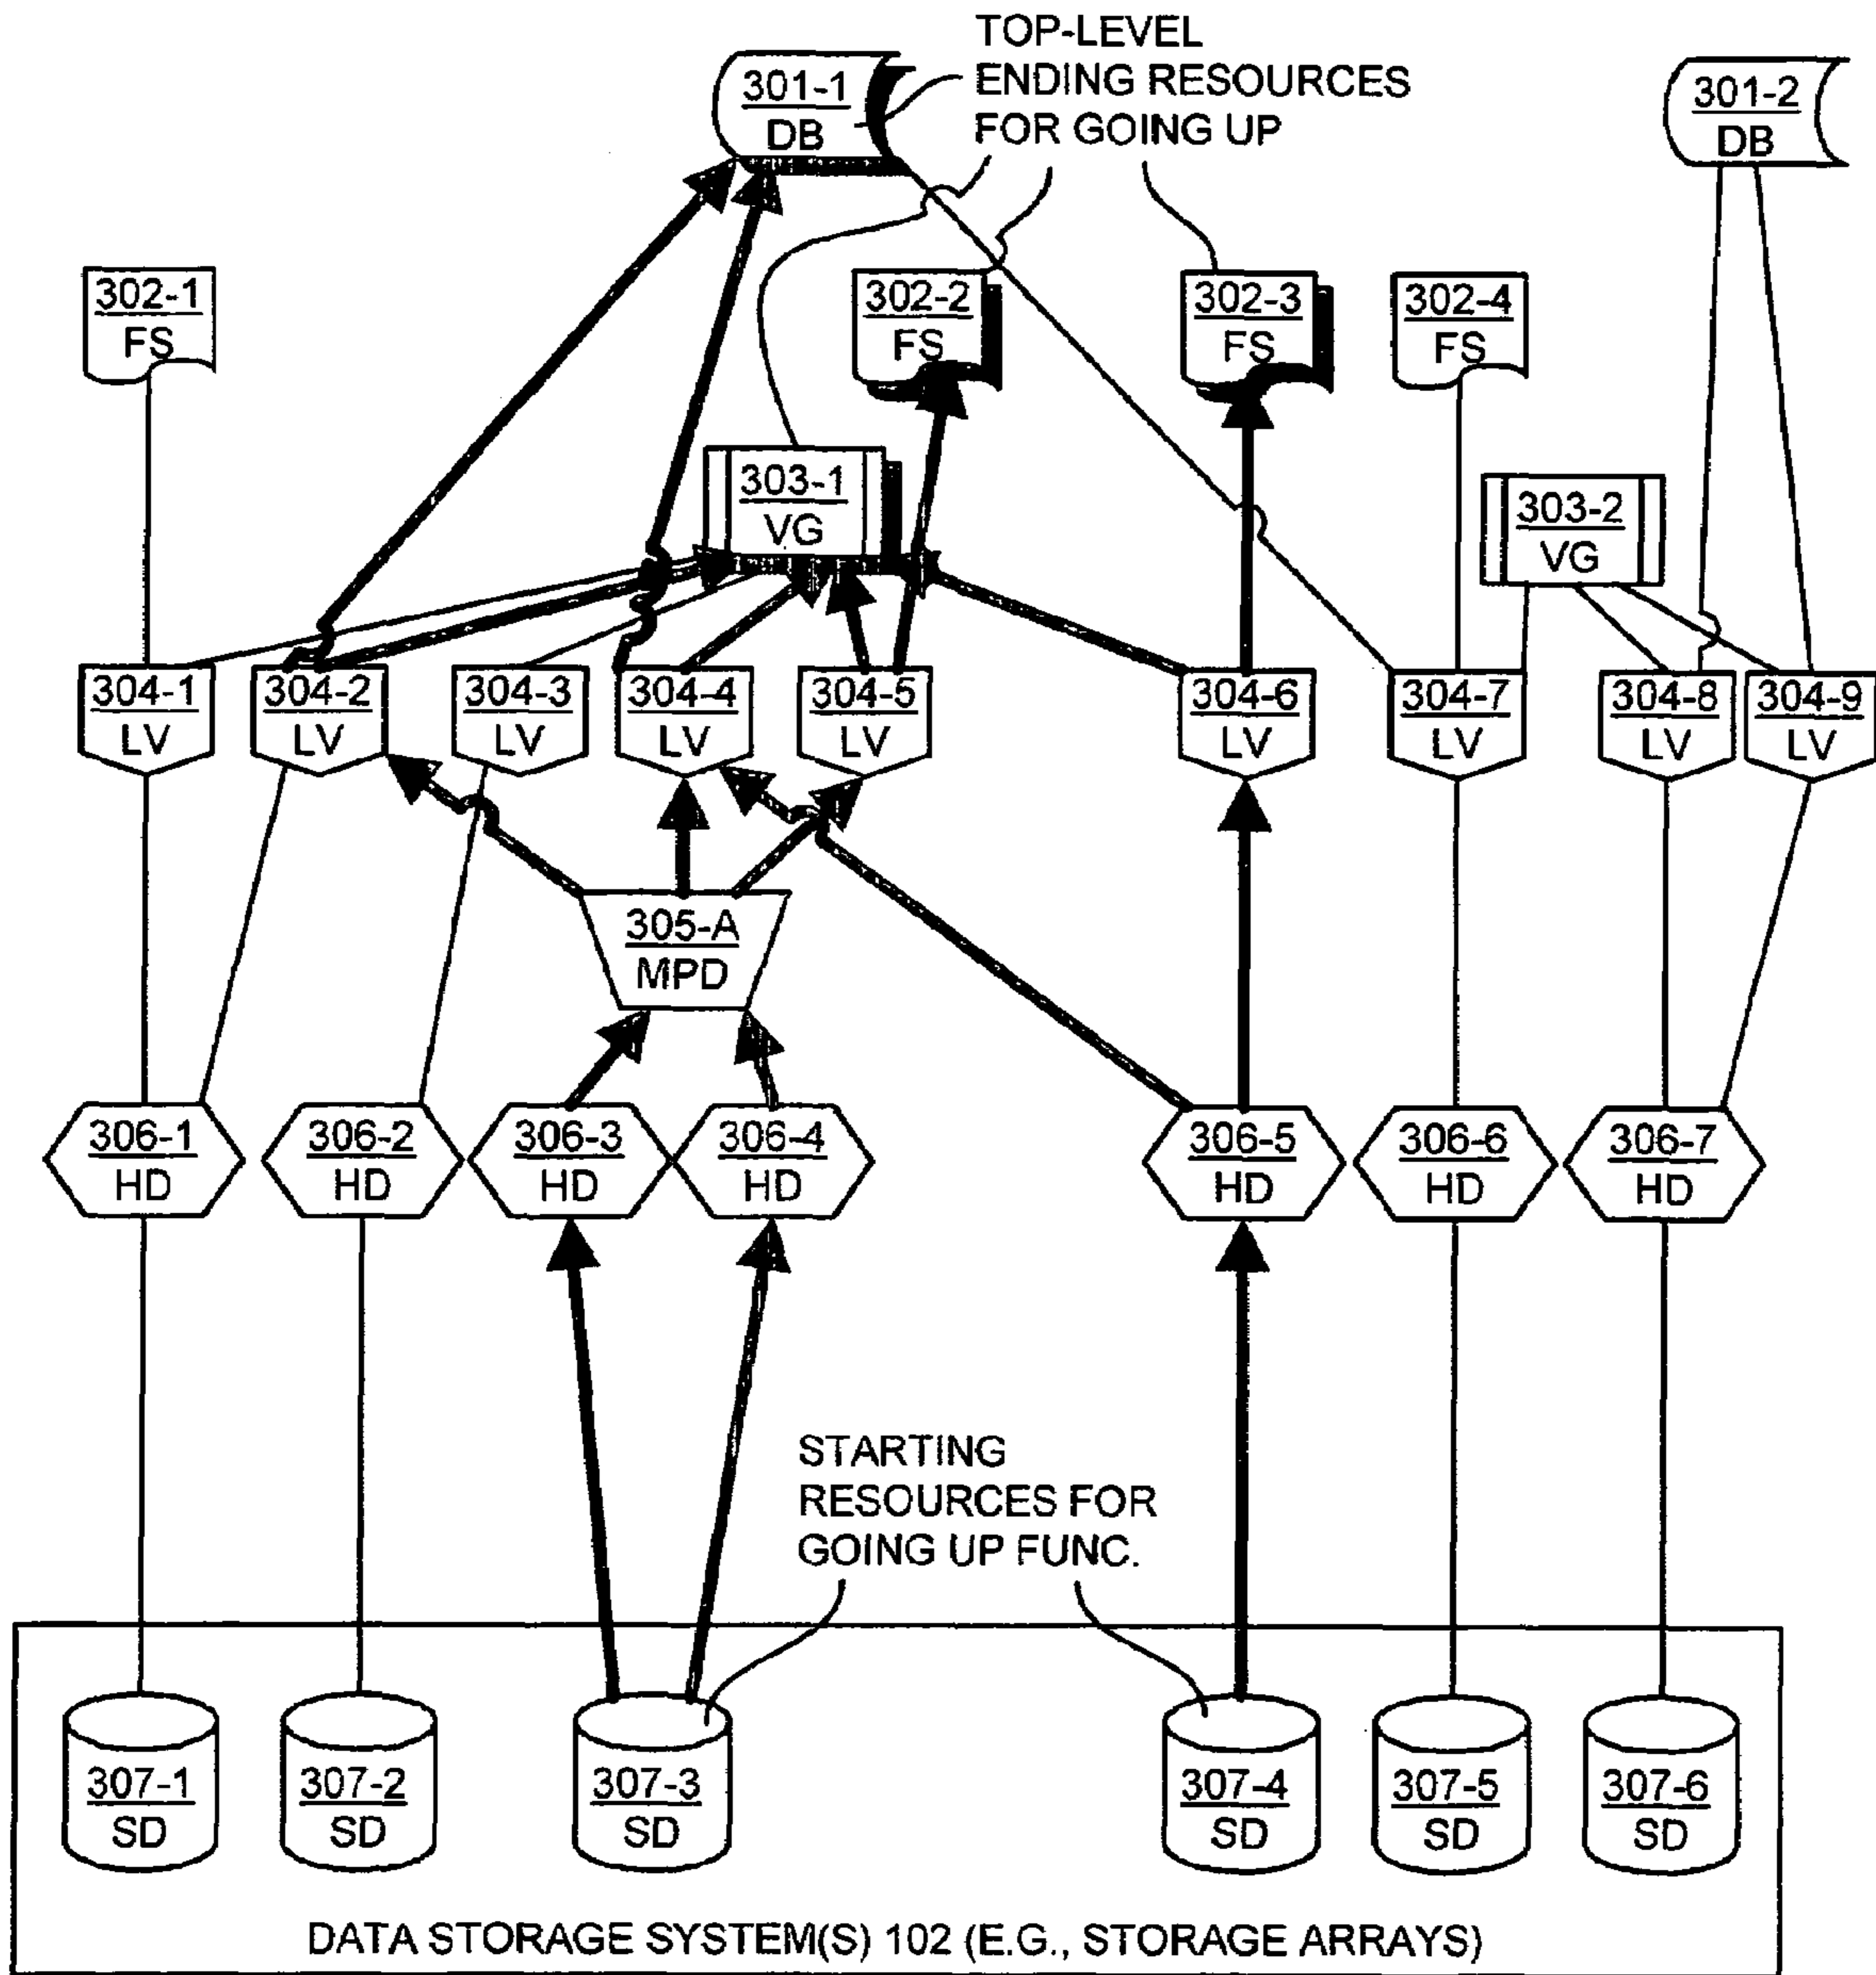 TOP-LEVEL
ENDING RESOURCES
FOR GOING UP
301-1
DB
301-2
DB
302-1
FS
302-2
FS
302-3
FS
302-4
FS
303-1
VG
303-2
VG
304-1
LV
304-2
LV
304-3
LV
304-4
LV
304-5
LV
304-6
LV
304-7
LV
304-8
LV
304-9
LV
305-A
MPD
306-1
HD
306-2
HD
306-3
HD
306-4
HD
306-5
HD
306-6
HD
306-7
HD
STARTING
RESOURCES FOR
GOING UP FUNC.
307-1
SD
307-2
SD
307-3
SD
307-4
SD
307-5
SD
307-6
SD
DATA STORAGE SYSTEM(S) 102 (E.G., STORAGE ARRAYS)